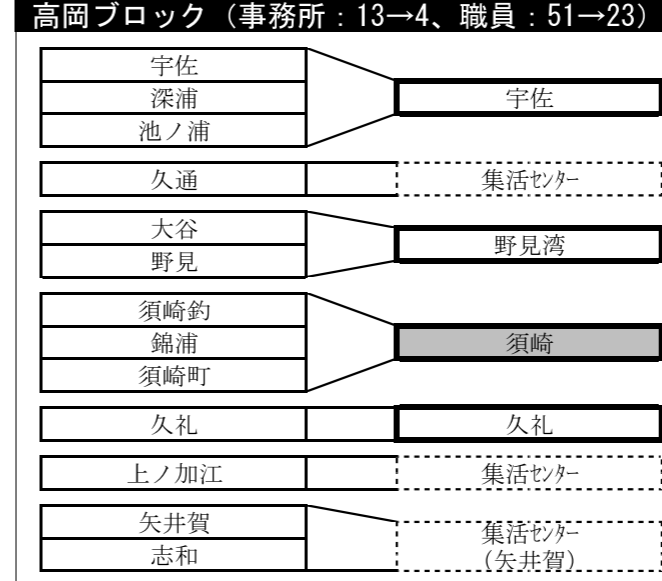 高岡ブロック（事務所：13→4、職員：51→23）
宇佐
深浦
池ノ浦
宇佐
久通
集活ｾﾝﾀｰ
大谷
野見
野見湾
須崎釣
錦浦
須崎町
須崎
久礼
久礼
上ノ加江
集活ｾﾝﾀｰ
矢井賀
志和
集活ｾﾝﾀｰ
（矢井賀）